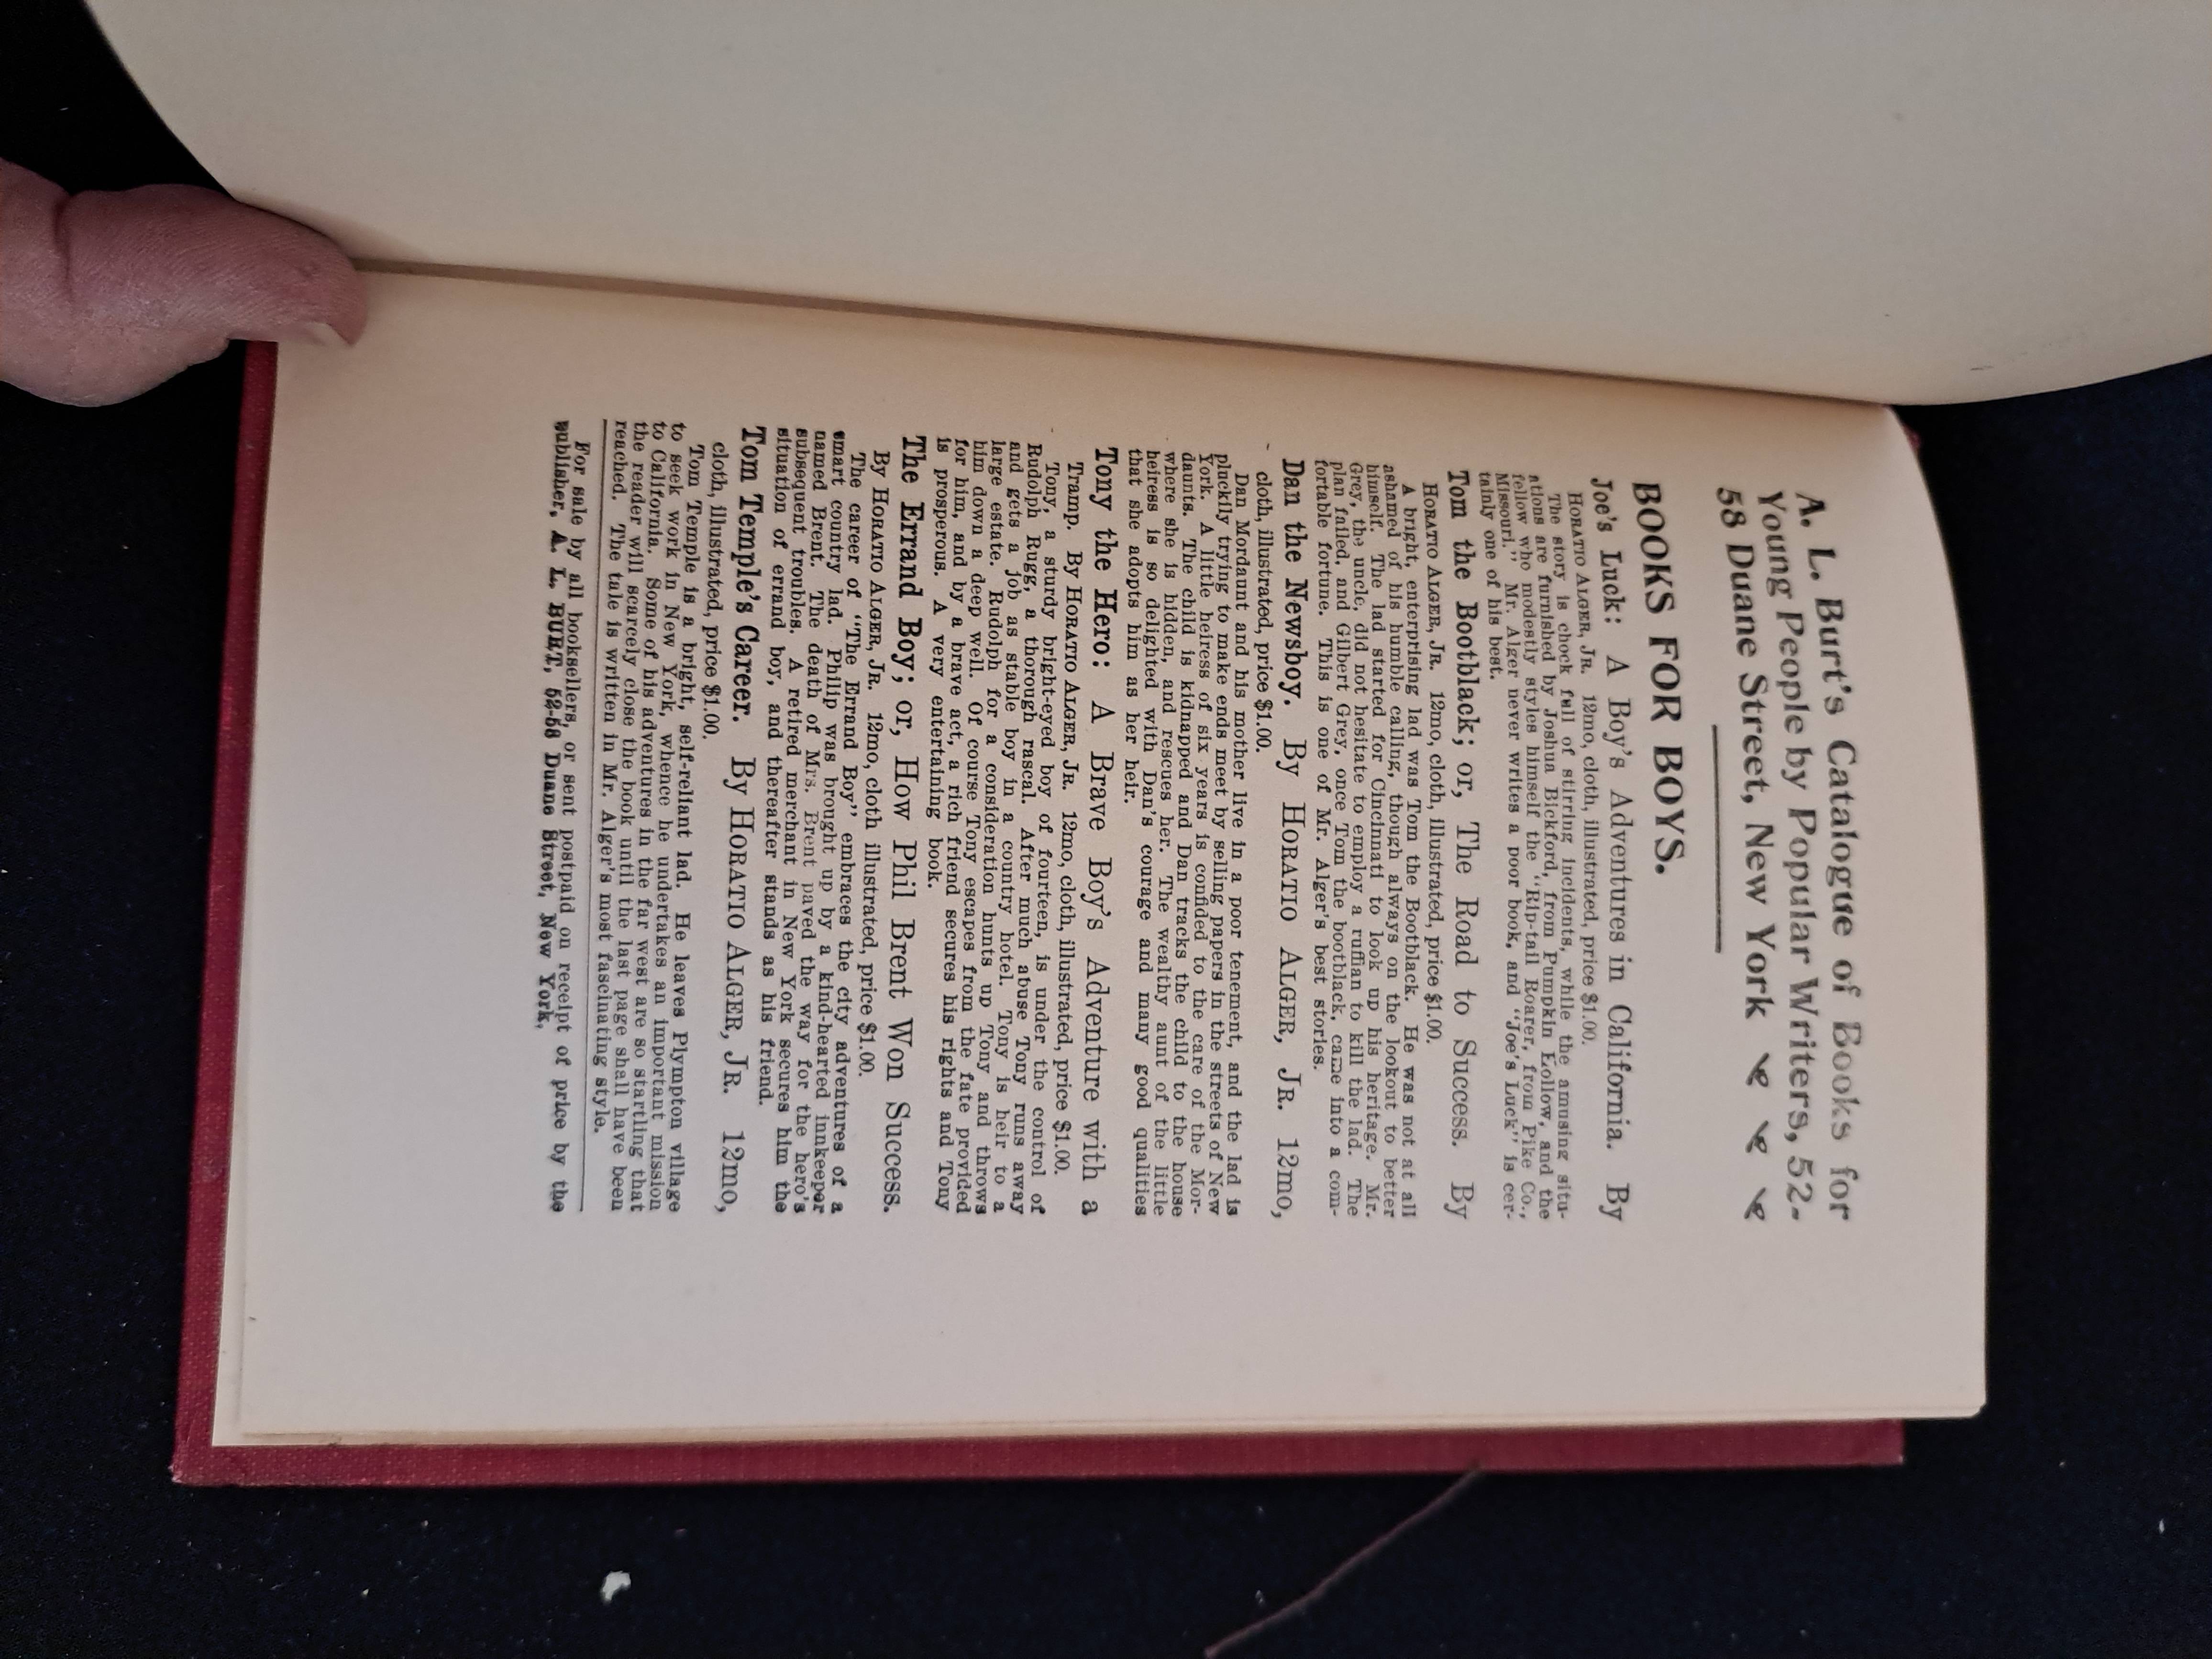 A. L. Burt's Catalogue of Books for
Young People by Popular Writers, 52-
58 Duane Street, New York
BOOKS FOR BOYS.
Joe's Luck: A Boy's Adventures in California. By
HORATIO ALGER, JR. 12mo, cloth, illustrated, price $1.00.
The story is chock full of stirring incidents, while the amusing situ-
ations are furnished by Joshua Bickford, from Pumpkin Hollow, and the
fellow who modestly styles himself the "Rip-tail Roarer, from Pike Co.,
Missouri." Mr. Alger never writes a poor book, and "Joe's Luck" is cer-
tainly one of his best.
Tom the Bootblack; or, The Road to Success. By
HORATIO ALGER, JR. 12mo, cloth, illustrated, price $1.00.
A bright, enterprising lad was Tom the Bootblack. He was not at all
ashamed of his humble calling, though always on the lookout to better
himself. The lad started for Cincinnati to look up his heritage. Mr.
Grey, the uncle, did not hesitate to employ a ruffian to kill the lad. The
plan failed, and Gilbert Grey, once Tom the bootblack, came into a com-
fortable fortune. This is one of Mr. Alger's best stories.
Dan the Newsboy. By HORATIO ALGER, JR. 12mo,
cloth, illustrated, price $1.00.
Dan Mordaunt and his mother live in a poor tenement, and the lad is
pluckily trying to make ends meet by selling papers in the streets of New
York. A little heiress of six years is confided to the care of the Mor-
daunts. The child is kidnapped and Dan tracks the child to the house
where she is hidden, and rescues her. The wealthy aunt of the little
heiress is so delighted with Dan's courage and many good qualities
that she adopts him as her heir.
Tony the Hero: A Brave Boy's Adventure with a
Tramp. By HORATIO ALGER, JR. 12mo, cloth, illustrated, price $1.00.
Tony, a sturdy bright-eyed boy of fourteen, is under the control of
Rudolph Rugg, a thorough rascal. After much abuse Tony runs away
and gets a job as stable boy in a country hotel. Tony is heir to a
large estate. Rudolph for a consideration hunts up Tony and throws
him down a deep well. Of course Tony escapes from the fate provided
for him, and by a brave act, a rich friend secures his rights and Tony
is prosperous. A very entertaining book.
The Errand Boy; or, How Phil Brent Won Success.
By HORATIO ALGER, JR. 12mo, cloth illustrated, price $1.00.
The career of "The Errand Boy" embraces the city adventures of a
smart country lad. Philip was brought up by a kind-hearted innkeeper
named Brent. The death of Mrs. Brent paved the way for the hero's
subsequent troubles. A retired merchant in New York secures him the
situation of errand boy, and thereafter stands as his friend.
Tom Temple's Career. By HORATIO ALGER, JR. 12mo,
cloth, illustrated, price $1.00.
Tom Temple is a bright, self-reliant lad. He leaves Plympton village
to seek work in New York, whence he undertakes an important mission
to California. Some of his adventures in the far west are so startling that
the reader will scarcely close the book until the last page shall have been
reached. The tale is written in Mr. Alger's most fascinating style.
For sale by all booksellers, or sent postpaid on receipt of price by the
publisher, A. L. BURT, 52-58 Duane Street, New York.